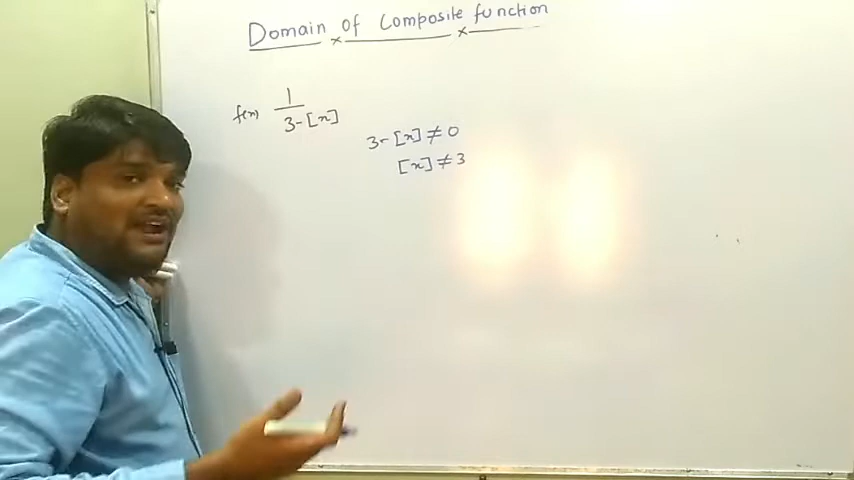 Domain of Composite function
f(x) 1
3-[x]
3-[x]≠0
[x]≠3